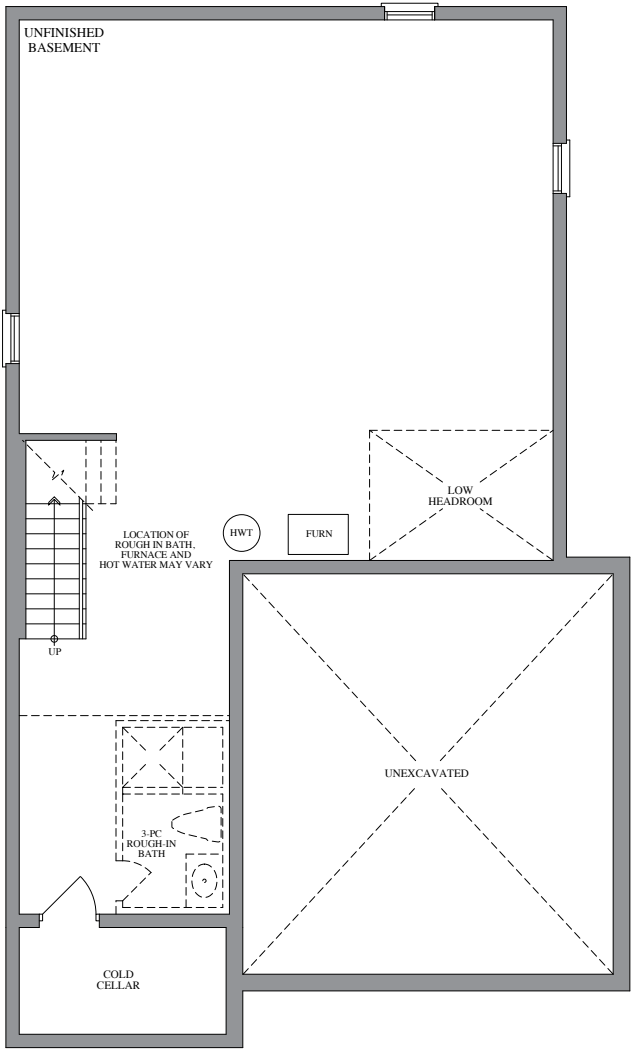 UNFINISHED
BASEMENT
LOW
HEADROOM
LOCATION OF
ROUGH IN BATH,
FURNACE AND
HOT WATER MAY VARY
HWT
FURN
UP
UNEXCAVATED
3-PC
ROUGH-IN
BATH
COLD
CELLAR